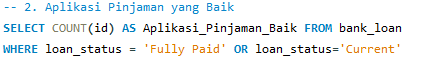 -- 2. Aplikasi Pinjaman yang Baik
SELECT COUNT(id) AS Aplikasi_Pinjaman_Baik FROM bank_loan
WHERE loan_status = 'Fully Paid' OR loan_status='Current'